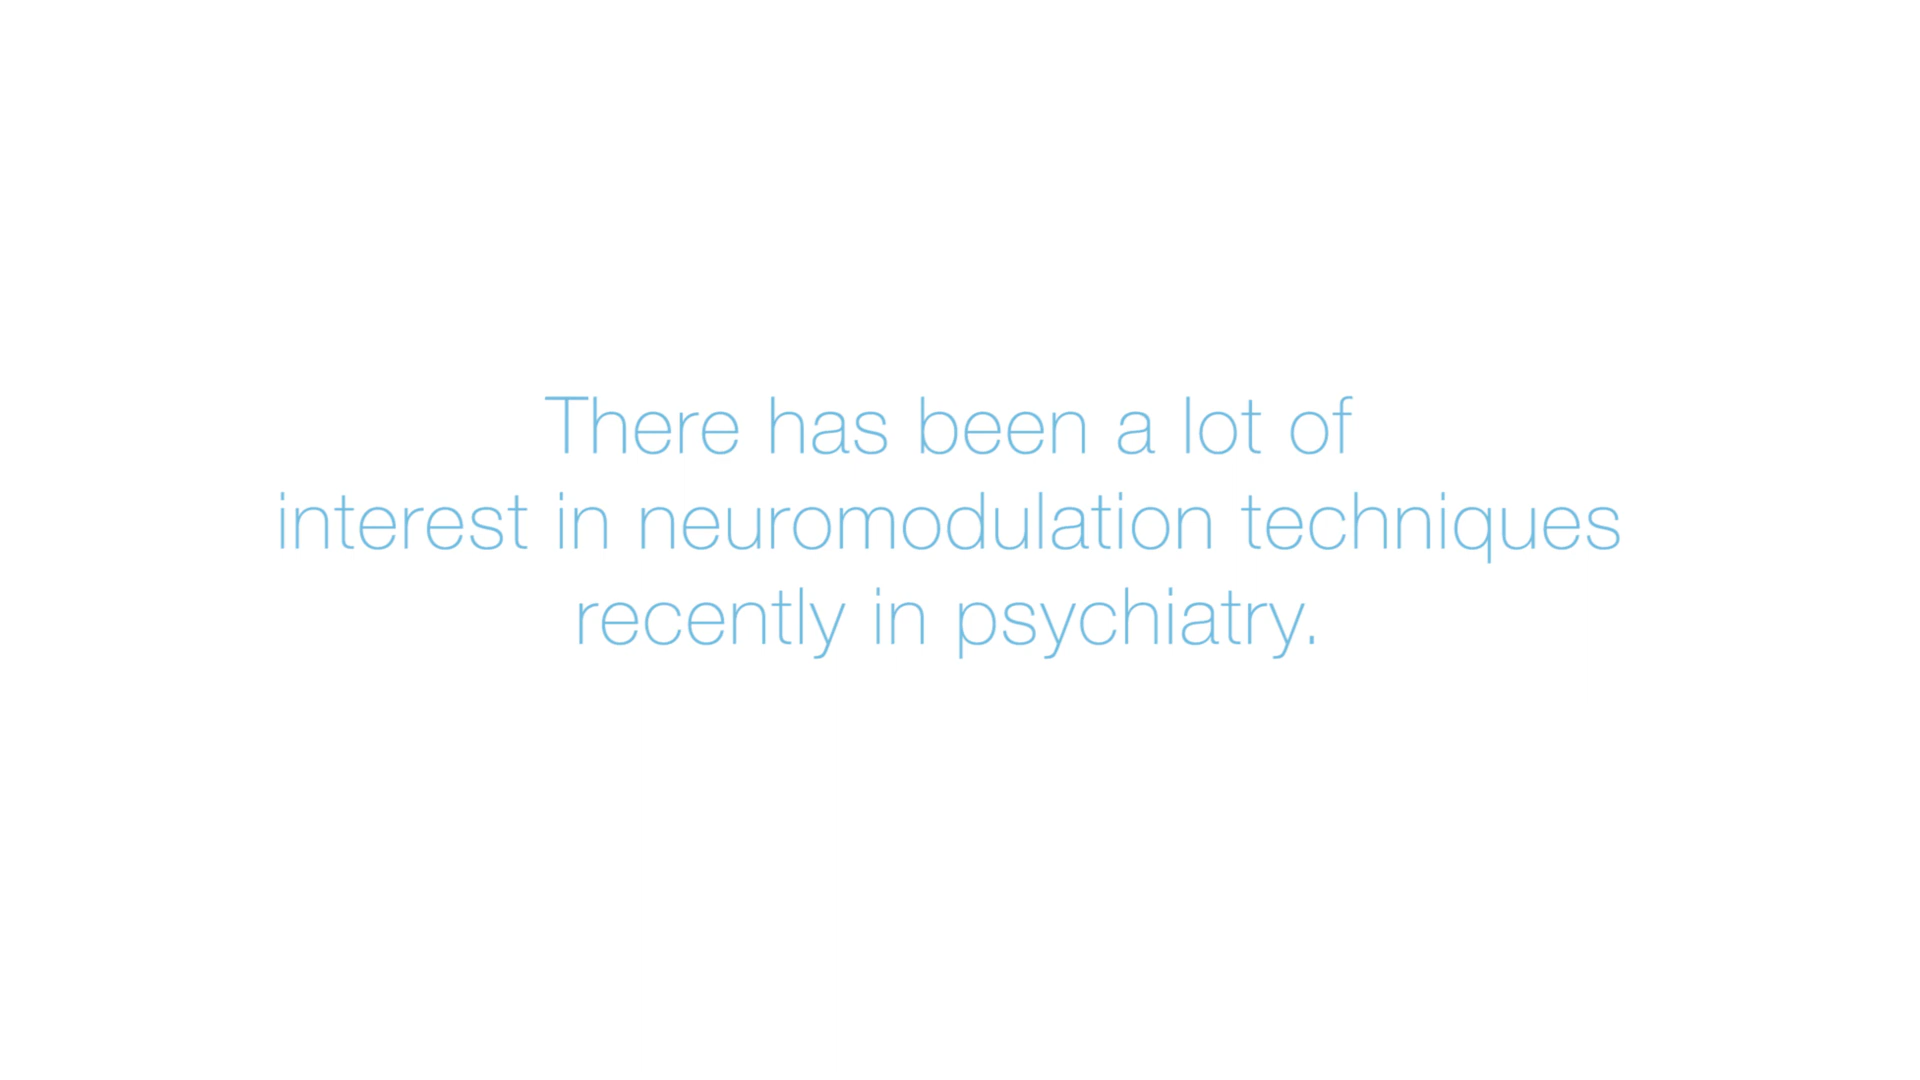 There has been a lot of
interest in neuromodulation techniques
recently in psychiatry.